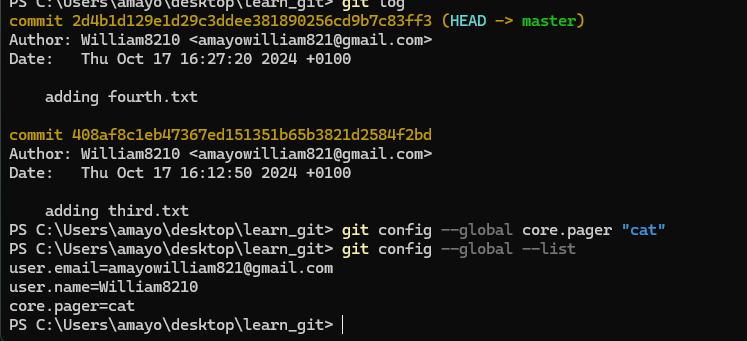 PS C:\Users\amayo\desktop\learn_git> git log
commit 2d4b1d129e1d29c3ddee381890256cd9b7c83ff3 (HEAD -> master)
Author: William8210 <amayowilliam821@gmail.com>
Date:   Thu Oct 17 16:27:20 2024 +0100
    adding fourth.txt
commit 408af8c1eb47367ed151351b65b3821d2584f2bd
Author: William8210 <amayowilliam821@gmail.com>
Date:   Thu Oct 17 16:12:50 2024 +0100
    adding third.txt
PS C:\Users\amayo\desktop\learn_git> git config --global core.pager "cat"
PS C:\Users\amayo\desktop\learn_git> git config --global --list
user.email=amayowilliam821@gmail.com
user.name=William8210
core.pager=cat
PS C:\Users\amayo\desktop\learn_git>